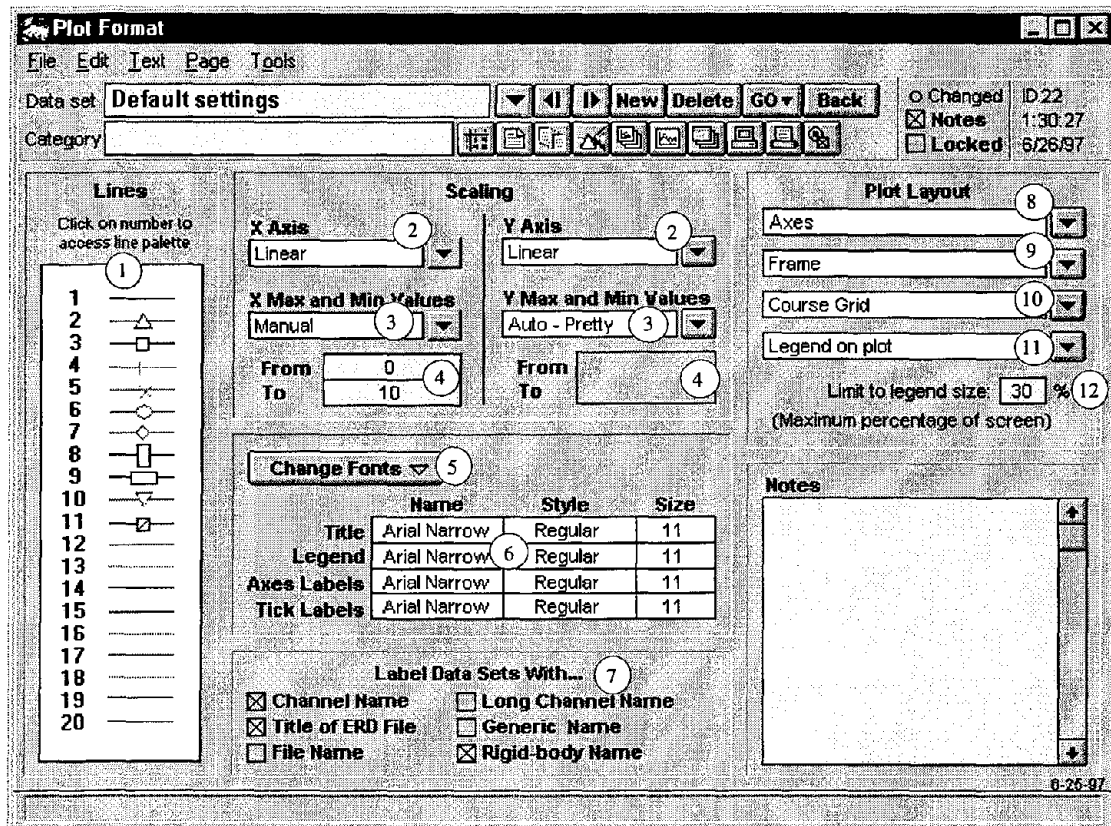 Plot Format
File Edit Text Page Tools
Data set Default settings New Delete GO Back
Category
Changed ID:22
Notes 1:30:27
Locked 6/26/97
Lines
Click on number to
access line palette
1
1
2
3
4
5
6
7
8
9
10
11
12
13
14
15
16
17
18
19
20
Scaling
X Axis 2
Linear
X Max and Min Values
Manual 3
From 0
To 10
4
Y Axis 2
Linear
Y Max and Min Values
Auto - Pretty 3
From
To
4
Change Fonts 5
Name Style Size
Title Arial Narrow Regular 11
Legend Arial Narrow 6 Regular 11
Axes Labels Arial Narrow Regular 11
Tick Labels Arial Narrow Regular 11
Label Data Sets With... 7
Channel Name Long Channel Name
Title of ERD File Generic Name
File Name Rigid-body Name
Plot Layout
Axes 8
Frame 9
Course Grid 10
Legend on plot 11
Limit to legend size: 30 % 12
(Maximum percentage of screen)
Notes
6-25-97